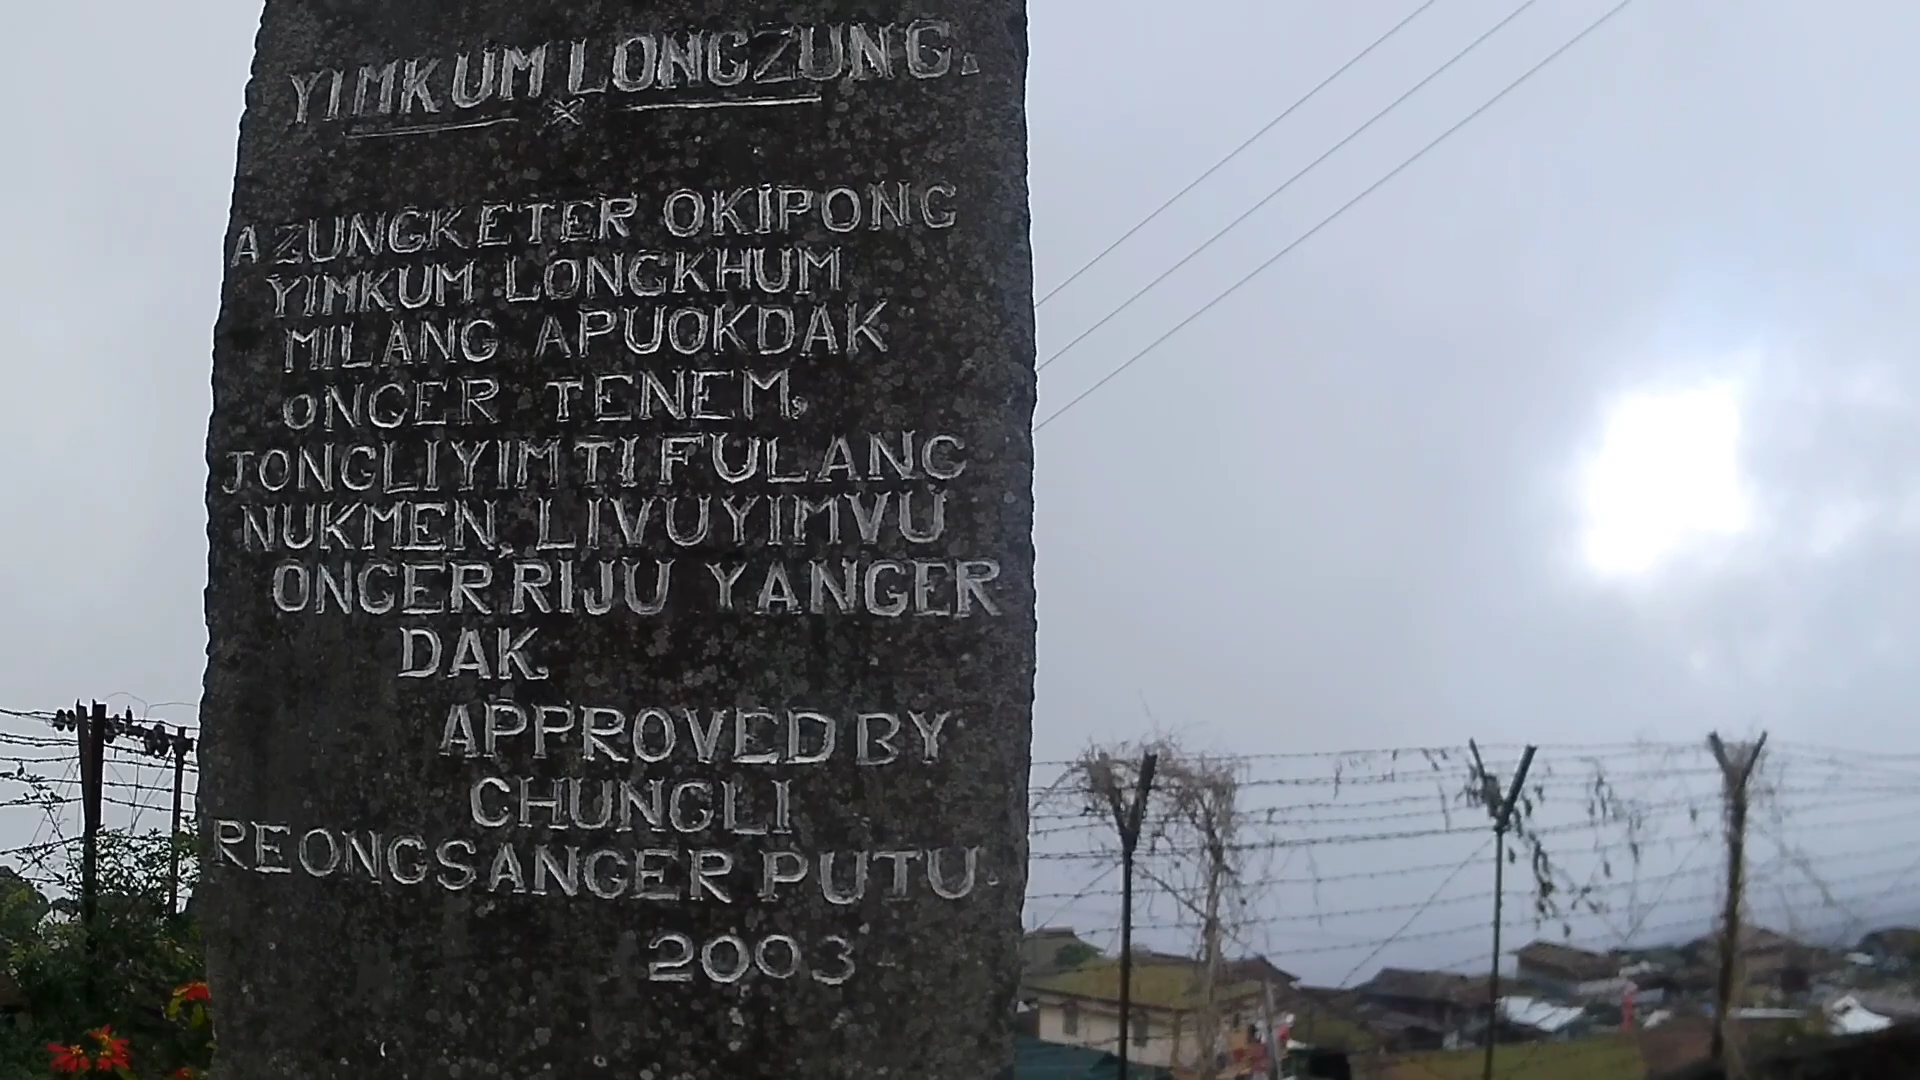 YIMKUM LONGZUNG.
x
AZUNGKETER OKIPONG
YIMKUM LONGKHUM
MILANG APUOKDAK
ONGER TENEM,
JONGLIYIMTI FULANG
NUKMEN, LIVUYIMVU
ONGER RIJU YANGER
DAK.
APPROVED BY
CHUNGLI
REONGSANGER PUTU.
2003